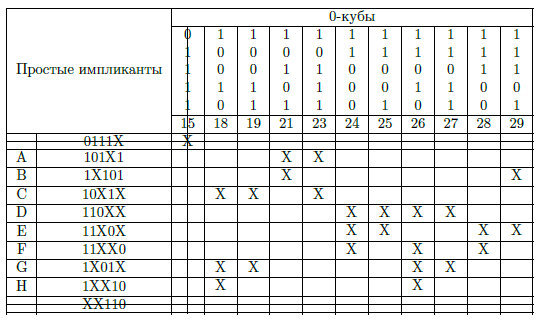 0-кубы
Простые импликанты
0 1 1 1 1 1 1 1 1 1 1
1 0 0 0 0 1 1 1 1 1 1
1 0 0 1 1 0 0 0 0 1 1
1 1 1 0 1 0 0 1 1 0 0
1 0 1 1 1 0 1 0 1 0 1
15 18 19 21 23 24 25 26 27 28 29
0111X X
A 101X1 X X
B 1X101 X X
C 10X1X X X X
D 110XX X X X X
E 11X0X X X X X
F 11XX0 X X X
G 1X01X X X X X
H 1XX10 X X
XX110